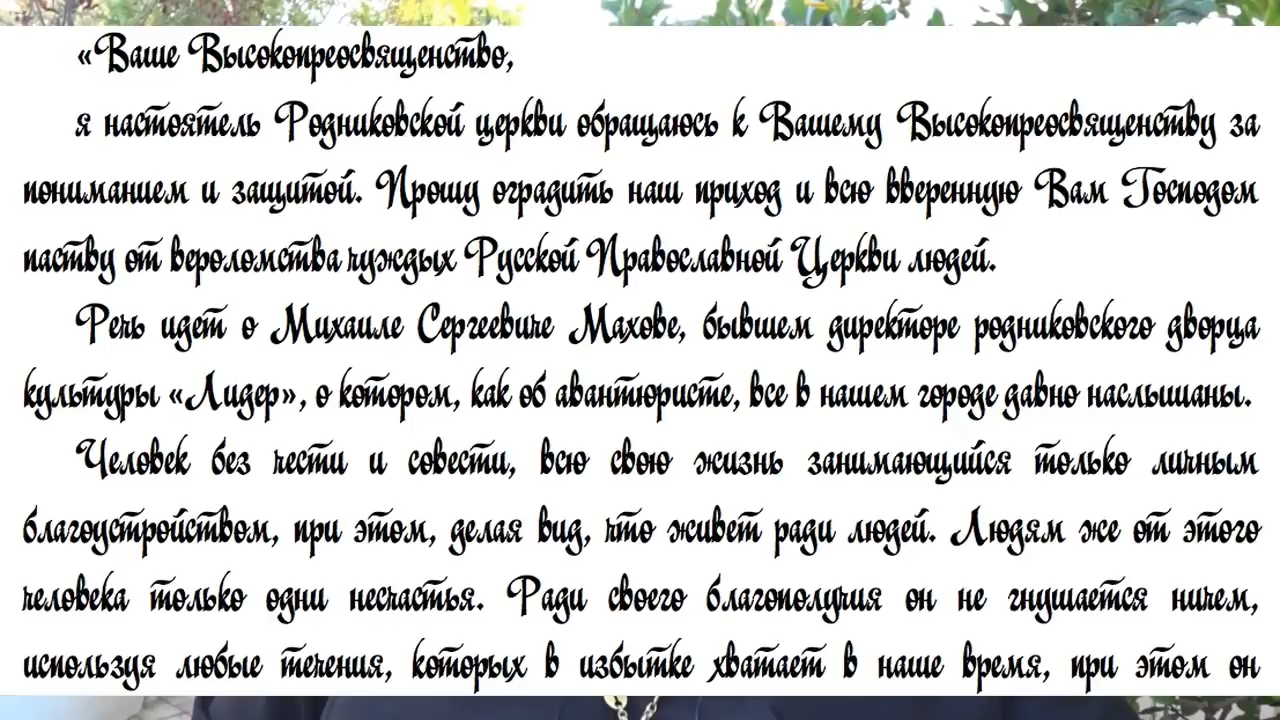 «Ваше Высокопреосвященство,
я настоятель Родниковской церкви обращаюсь к Вашему Высокопреосвященству за
пониманием и защитой. Прошу оградить наш приход и всю вверенную Вам Господом
паству от вероломства чуждых Русской Православной Церкви людей.
Речь идет о Михаиле Сергеевиче Махове, бывшем директоре родниковского дворца
культуры «Лидер», о котором, как об авантюристе, все в нашем городе давно наслышаны.
Человек без чести и совести, всю свою жизнь занимающийся только личным
благоустройством, при этом, делая вид, что живет ради людей. Людям же от этого
человека только одни несчастья. Ради своего благополучия он не гнушается ничем,
используя любые течения, которых в избытке хватает в наше время, при этом он